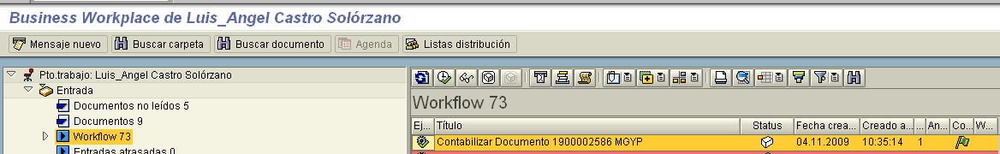 Business Workplace de Luis_Angel Castro Solórzano
Mensaje nuevo Buscar carpeta Buscar documento Agenda Listas distribución
Pto.trabajo: Luis_Angel Castro Solórzano
Entrada
Documentos no leídos 5
Documentos 9
Workflow 73
Entradas atrasadas 0
Workflow 73
Ej... Título Status Fecha crea... Creado a... ... An... Co... W...
Contabilizar Documento 1900002586 MGYP 04.11.2009 10:35:14 1